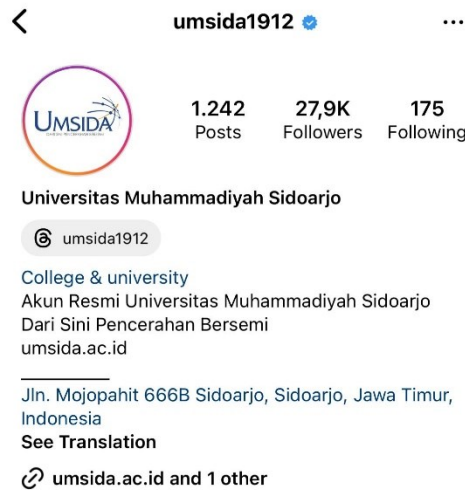 umsida1912
UMSIDA
1.242 27,9K 175
Posts Followers Following
Universitas Muhammadiyah Sidoarjo
umsida1912
College & university
Akun Resmi Universitas Muhammadiyah Sidoarjo
Dari Sini Pencerahan Bersemi
umsida.ac.id
Jln. Mojopahit 666B Sidoarjo, Sidoarjo, Jawa Timur,
Indonesia
See Translation
umsida.ac.id and 1 other